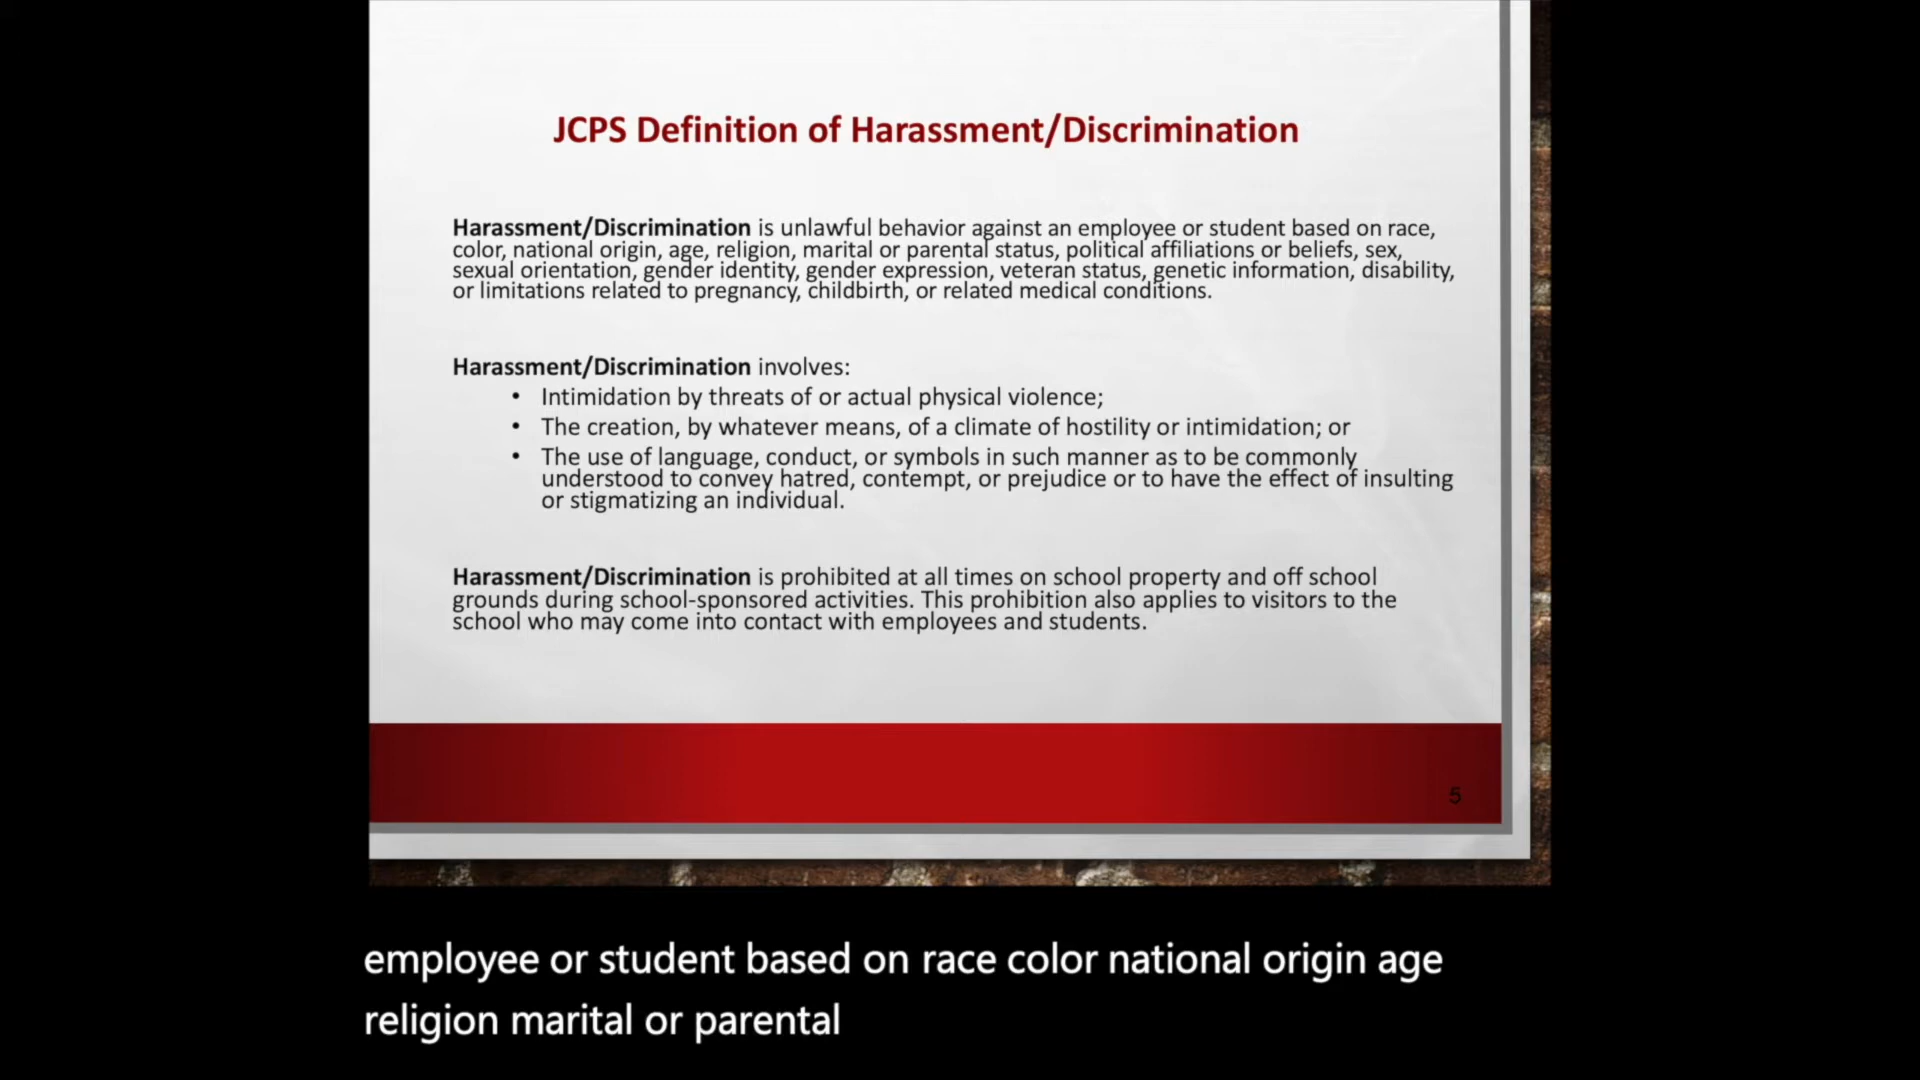 JCPS Definition of Harassment/Discrimination
Harassment/Discrimination is unlawful behavior against an employee or student based on race,
color, national origin, age, religion, marital or parental status, political affiliations or beliefs, sex,
sexual orientation, gender identity, gender expression, veteran status, genetic information, disability,
or limitations related to pregnancy, childbirth, or related medical conditions.
Harassment/Discrimination involves:
• Intimidation by threats of or actual physical violence;
• The creation, by whatever means, of a climate of hostility or intimidation; or
• The use of language, conduct, or symbols in such manner as to be commonly
understood to convey hatred, contempt, or prejudice or to have the effect of insulting
or stigmatizing an individual.
Harassment/Discrimination is prohibited at all times on school property and off school
grounds during school-sponsored activities. This prohibition also applies to visitors to the
school who may come into contact with employees and students.
5
employee or student based on race color national origin age
religion marital or parental